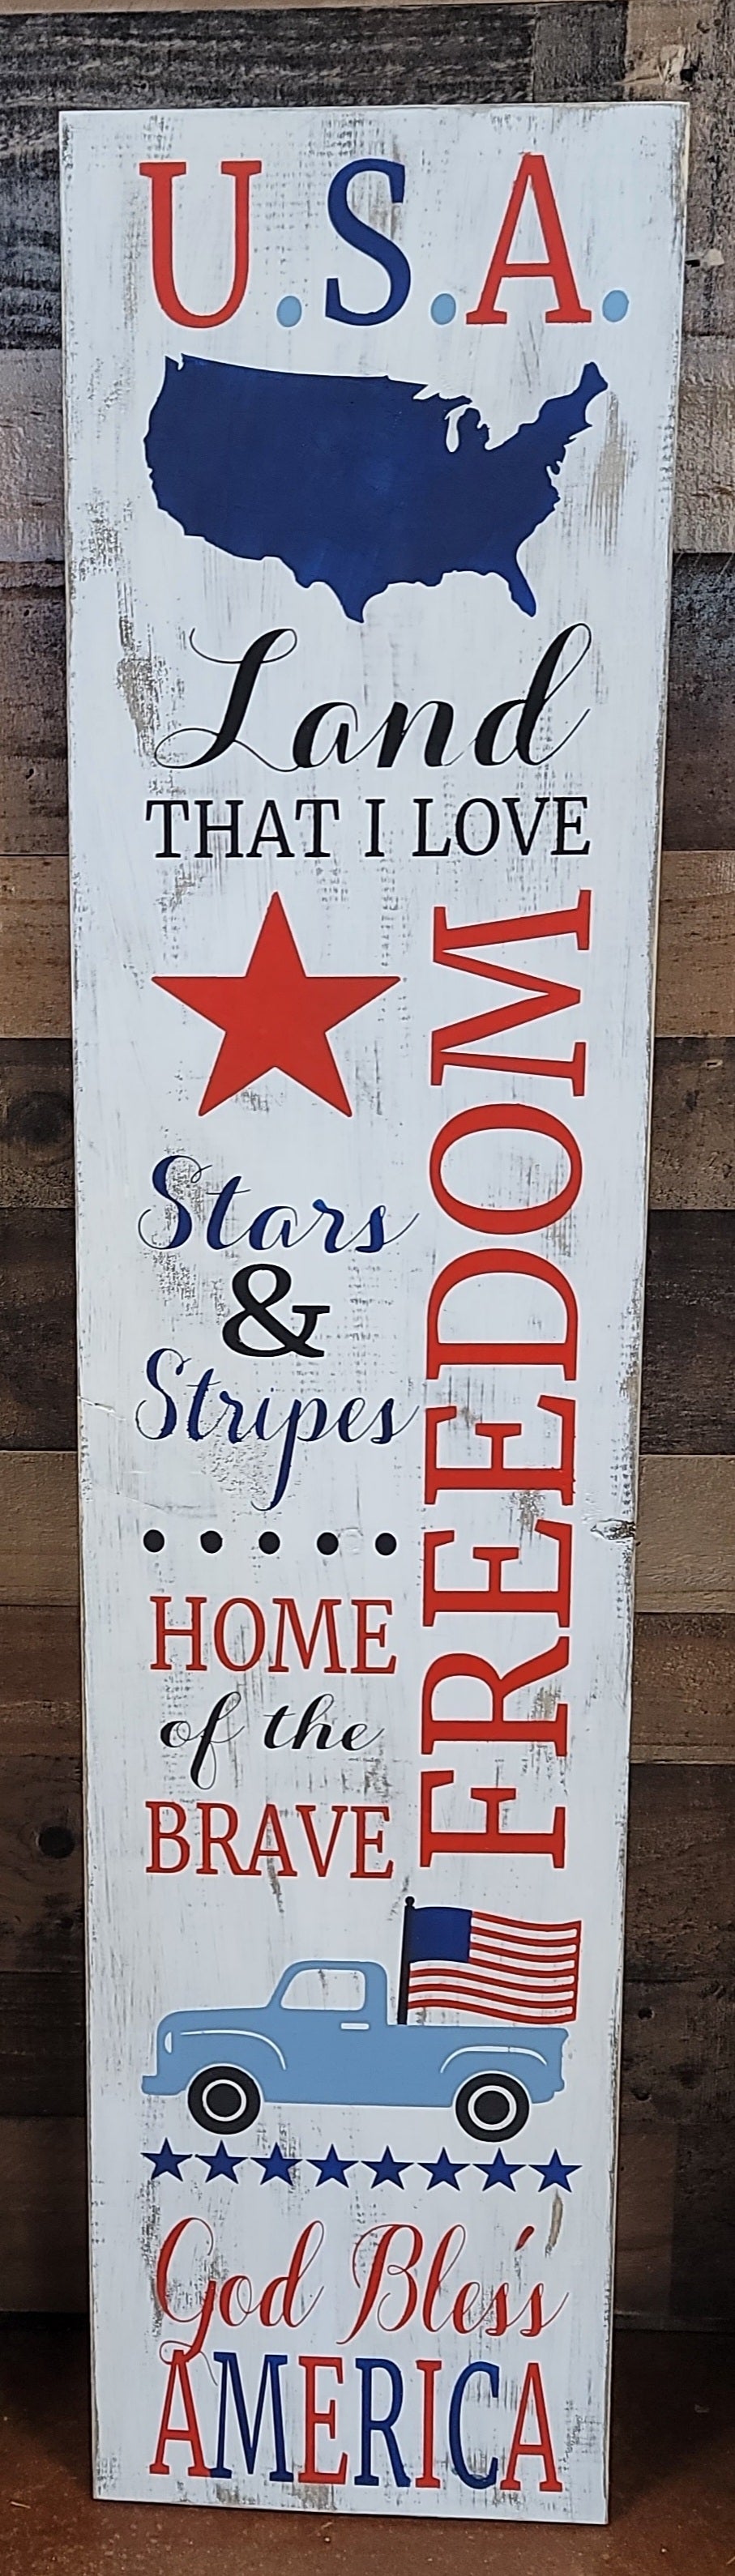 U.S.A.
Land
THAT I LOVE
FREEDOM
Stars
&
Stripes
HOME
of the
BRAVE
God Bless
AMERICA